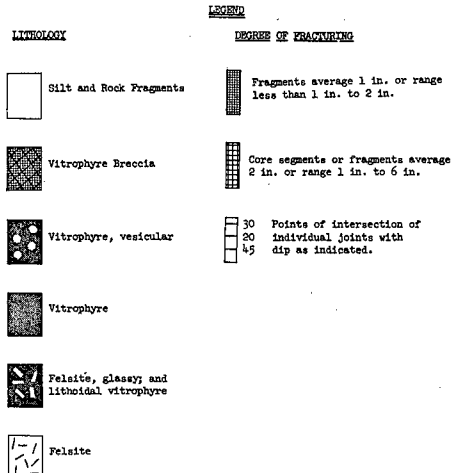 LEGEND
LITHOLOGY
DEGREE OF FRACTURING
Silt and Rock Fragments
Fragments average 1 in. or range
less than 1 in. to 2 in.
Vitrophyre Breccia
Core segments or fragments average
2 in. or range 1 in. to 6 in.
Vitrophyre, vesicular
30 Points of intersection of
20 individual joints with
45 dip as indicated.
Vitrophyre
Felsite, glassy; and
lithoidal vitrophyre
Felsite